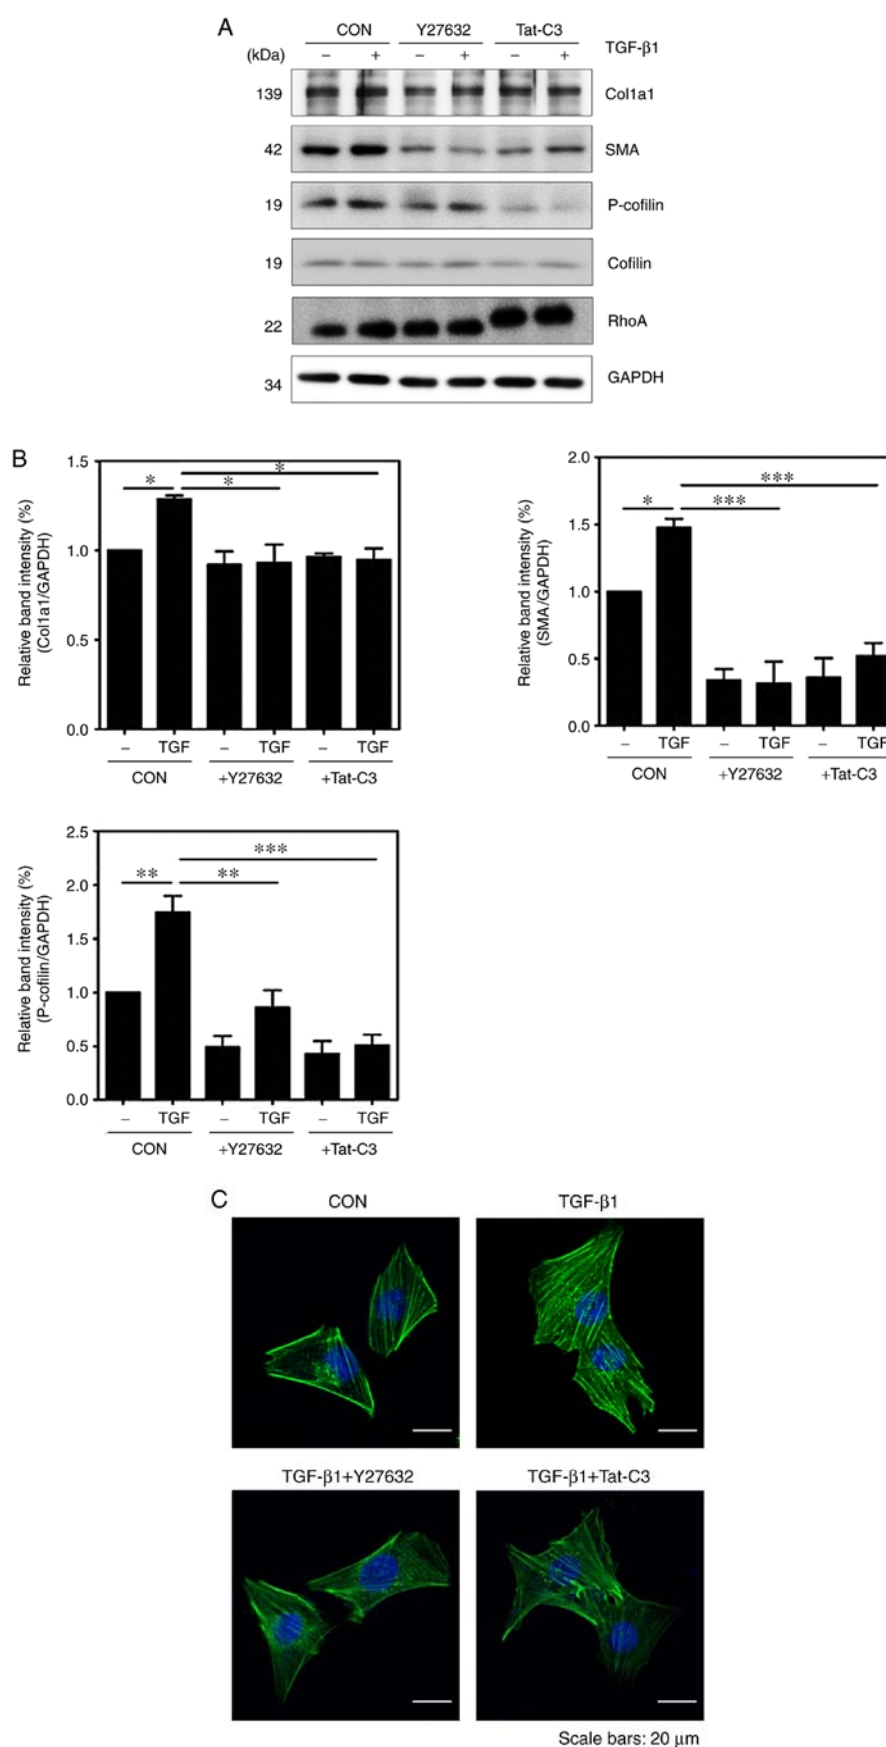 A
CON Y27632 Tat-C3
(kDa) – + – + – + TGF-β1
139 Col1a1
42 SMA
19 P-cofilin
19 Cofilin
22 RhoA
34 GAPDH
B
Relative band intensity (%)
(Col1a1/GAPDH)
1.5
1.0
0.5
0.0
* * *
– TGF – TGF – TGF
CON +Y27632 +Tat-C3
Relative band intensity (%)
(SMA/GAPDH)
2.0
1.5
1.0
0.5
0.0
***
* ***
– TGF – TGF – TGF
CON +Y27632 +Tat-C3
Relative band intensity (%)
(P-cofilin/GAPDH)
2.5
2.0
1.5
1.0
0.5
0.0
***
** **
– TGF – TGF – TGF
CON +Y27632 +Tat-C3
C
CON TGF-β1
TGF-β1+Y27632 TGF-β1+Tat-C3
Scale bars: 20 μm